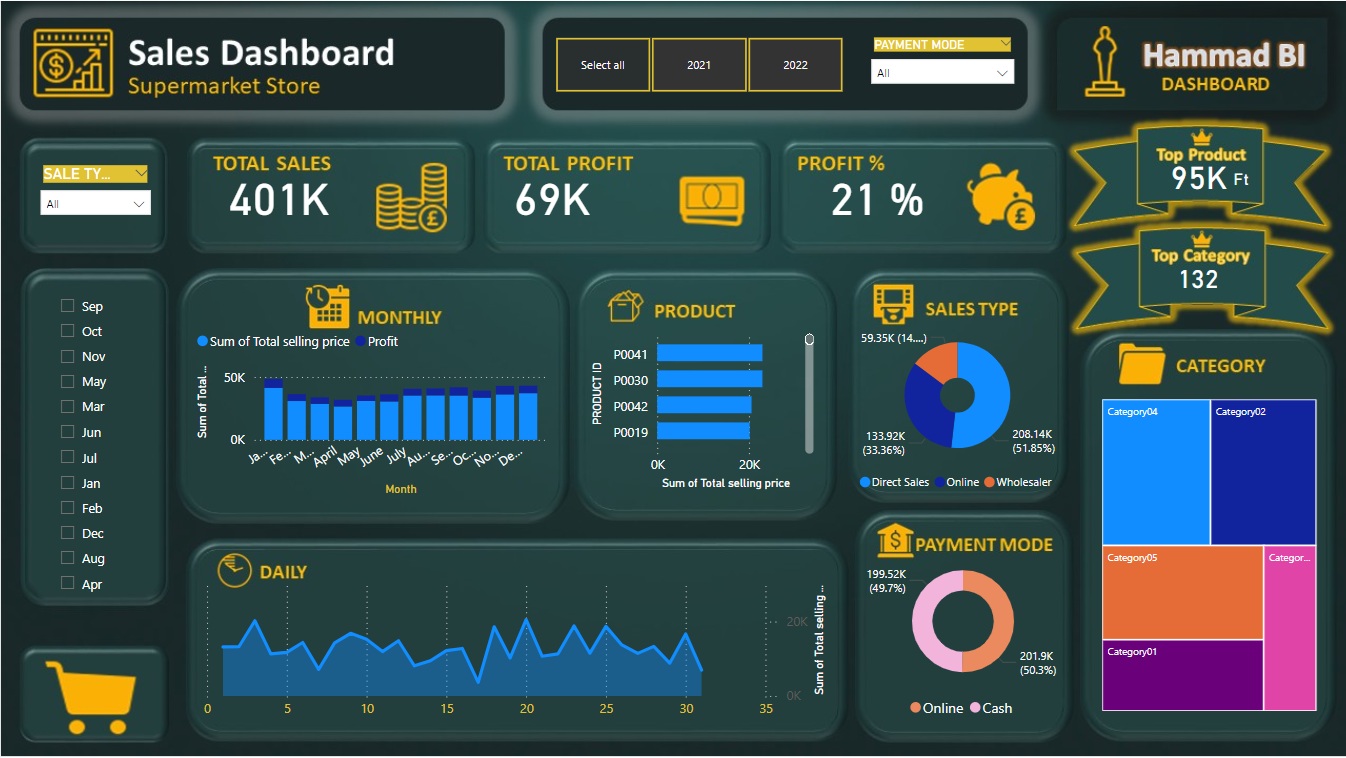 Sales Dashboard
Supermarket Store
Select all
2021
2022
PAYMENT MODE
All
Hammad BI
DASHBOARD
SALE TY...
All
TOTAL SALES
401K
TOTAL PROFIT
69K
PROFIT %
21 %
Top Product
95K Ft
Top Category
132
Sep
Oct
Nov
May
Mar
Jun
Jul
Jan
Feb
Dec
Aug
Apr
MONTHLY
Sum of Total selling price Profit
Sum of Total ...
50K
0K
Ja... Fe... M... April May June July Au... Se... Oc... No... De...
Month
PRODUCT
PRODUCT ID
P0041
P0030
P0042
P0019
0K 20K
Sum of Total selling price
SALES TYPE
59.35K (14....)
133.92K
(33.36%)
208.14K
(51.85%)
Direct Sales Online Wholesaler
CATEGORY
Category04
Category02
Category05
Categor...
Category01
DAILY
20K
0K
Sum of Total selling ...
0 5 10 15 20 25 30 35
PAYMENT MODE
199.52K
(49.7%)
201.9K
(50.3%)
Online Cash